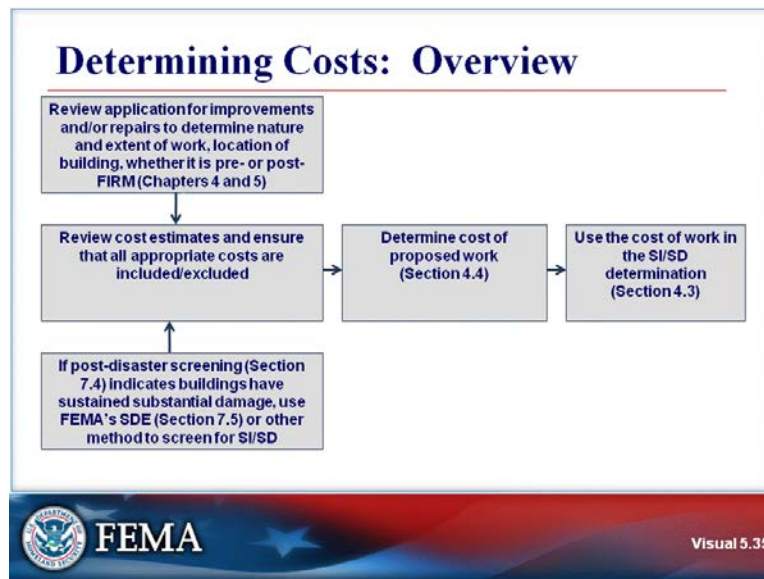 Determining Costs: Overview
Review application for improvements
and/or repairs to determine nature
and extent of work, location of
building, whether it is pre- or post-
FIRM (Chapters 4 and 5)
Review cost estimates and ensure
that all appropriate costs are
included/excluded
Determine cost of
proposed work
(Section 4.4)
Use the cost of work in
the SI/SD
determination
(Section 4.3)
If post-disaster screening (Section
7.4) indicates buildings have
sustained substantial damage, use
FEMA's SDE (Section 7.5) or other
method to screen for SI/SD
FEMA
Visual 5.35